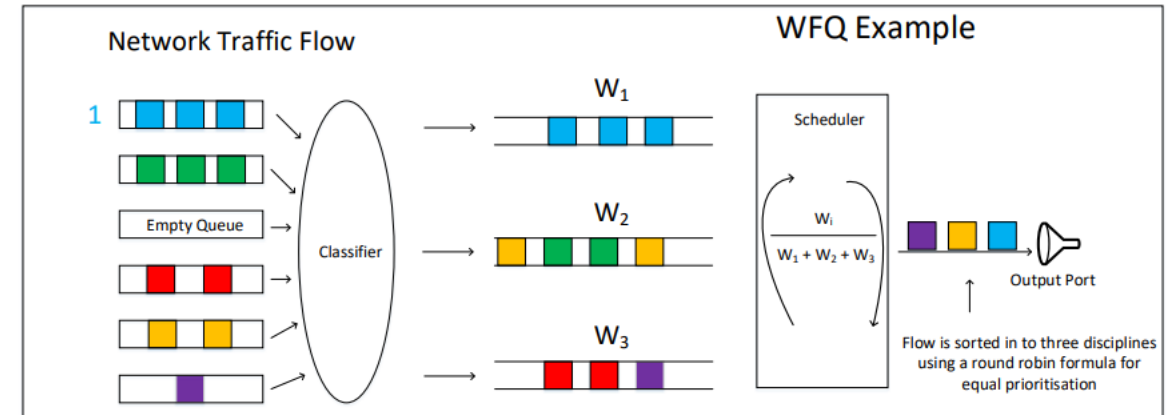 Network Traffic Flow
WFQ Example
1
Empty Queue
Classifier
W₁
W₂
W₃
Scheduler
Wᵢ
W₁ + W₂ + W₃
Output Port
Flow is sorted in to three disciplines
using a round robin formula for
equal prioritisation